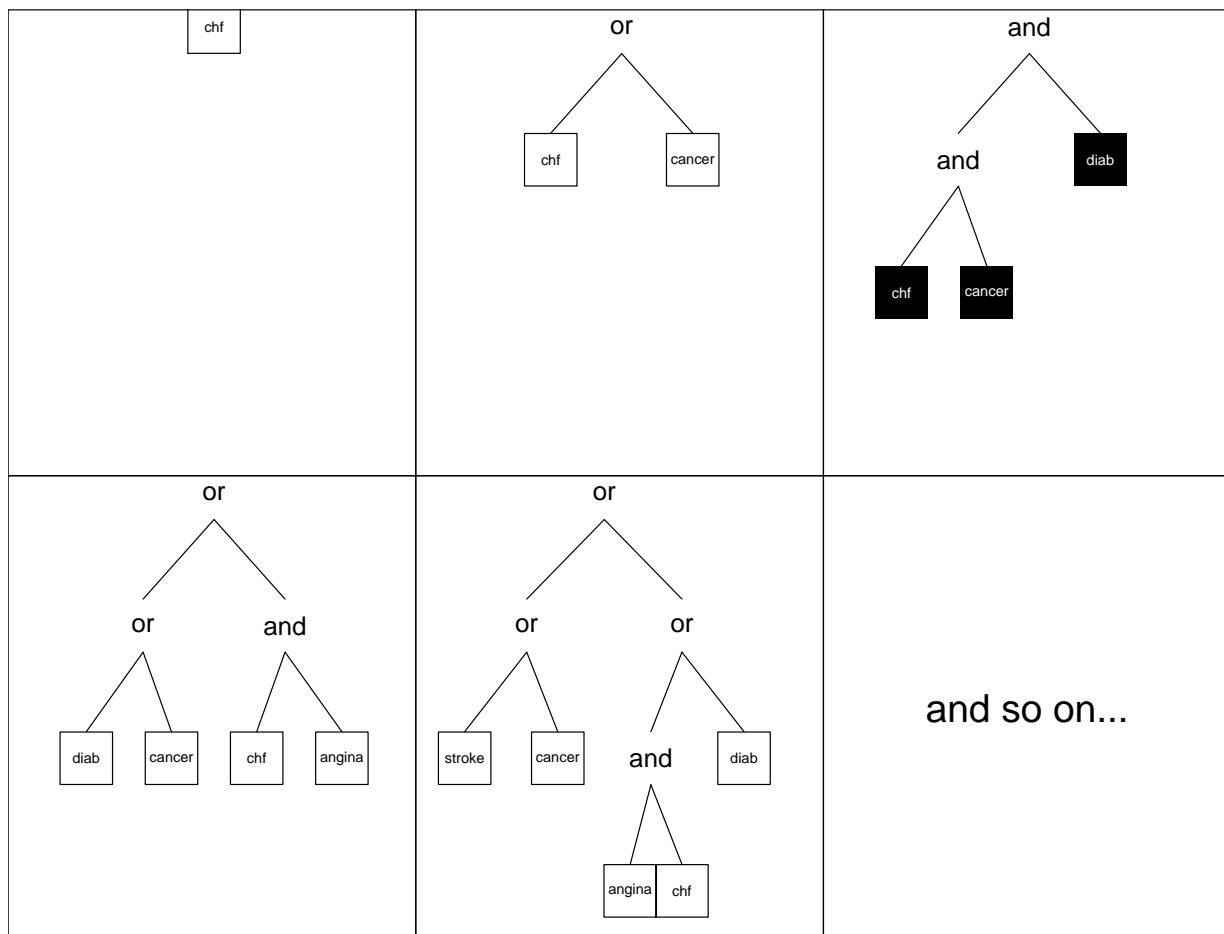 chf
or
chf cancer
and
and diab
chf cancer
or
or and
diab cancer chf angina
or
or or
stroke cancer and diab
angina chf
and so on...